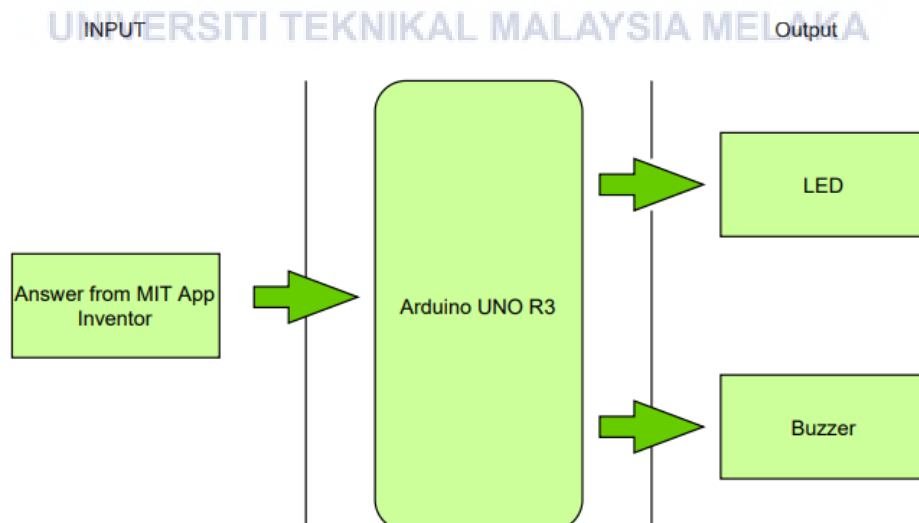 UNIVERSITI TEKNIKAL MALAYSIA MELAKA
INPUT
Output
LED
Answer from MIT App
Inventor
Arduino UNO R3
Buzzer